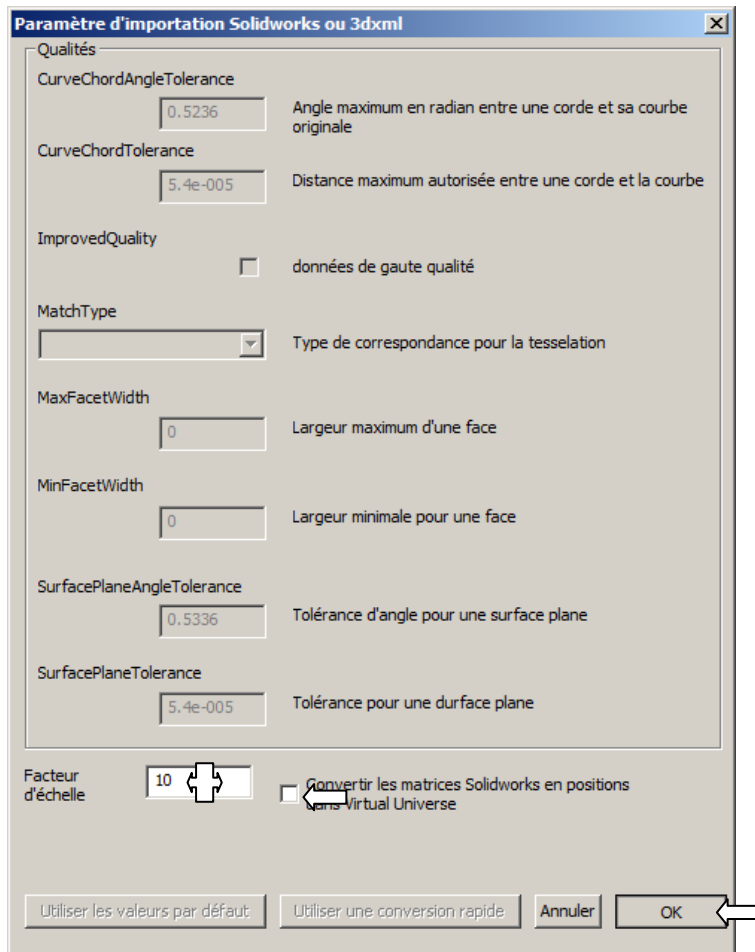 Paramètre d'importation Solidworks ou 3dxml
Qualités
CurveChordAngleTolerance
0.5236
Angle maximum en radian entre une corde et sa courbe
originale
CurveChordTolerance
5.4e-005
Distance maximum autorisée entre une corde et la courbe
ImprovedQuality
données de gaute qualité
MatchType
Type de correspondance pour la tesselation
MaxFacetWidth
0
Largeur maximum d'une face
MinFacetWidth
0
Largeur minimale pour une face
SurfacePlaneAngleTolerance
0.5336
Tolérance d'angle pour une surface plane
SurfacePlaneTolerance
5.4e-005
Tolérance pour une durface plane
Facteur
d'échelle
10
Convertir les matrices Solidworks en positions
dans Virtual Universe
Utiliser les valeurs par défaut
Utiliser une conversion rapide
Annuler
OK